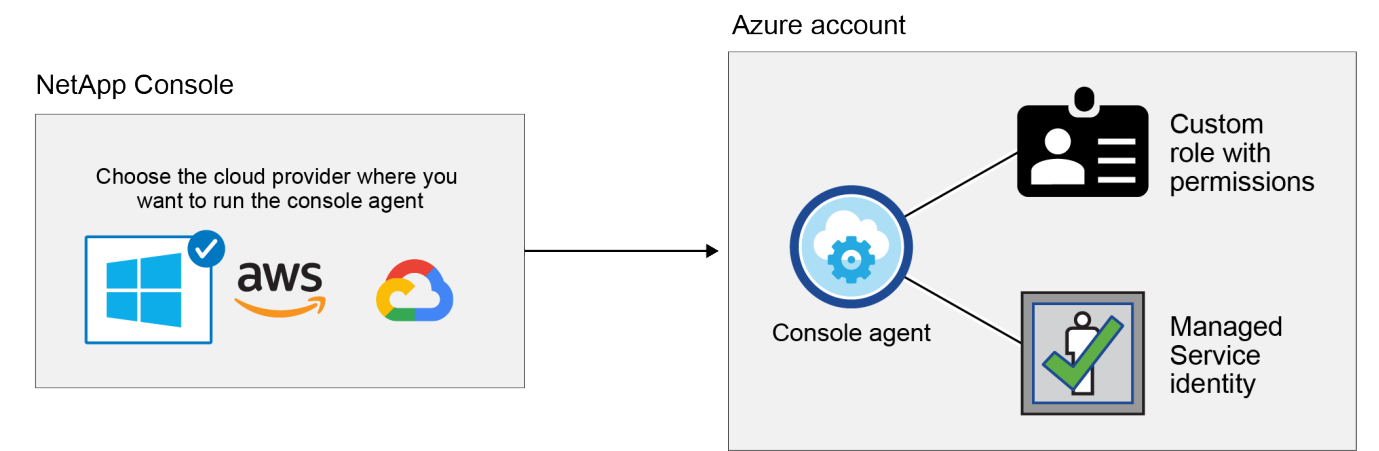 Azure account
NetApp Console
Choose the cloud provider where you
want to run the console agent
aws
Console agent
Custom
role with
permissions
Managed
Service
identity